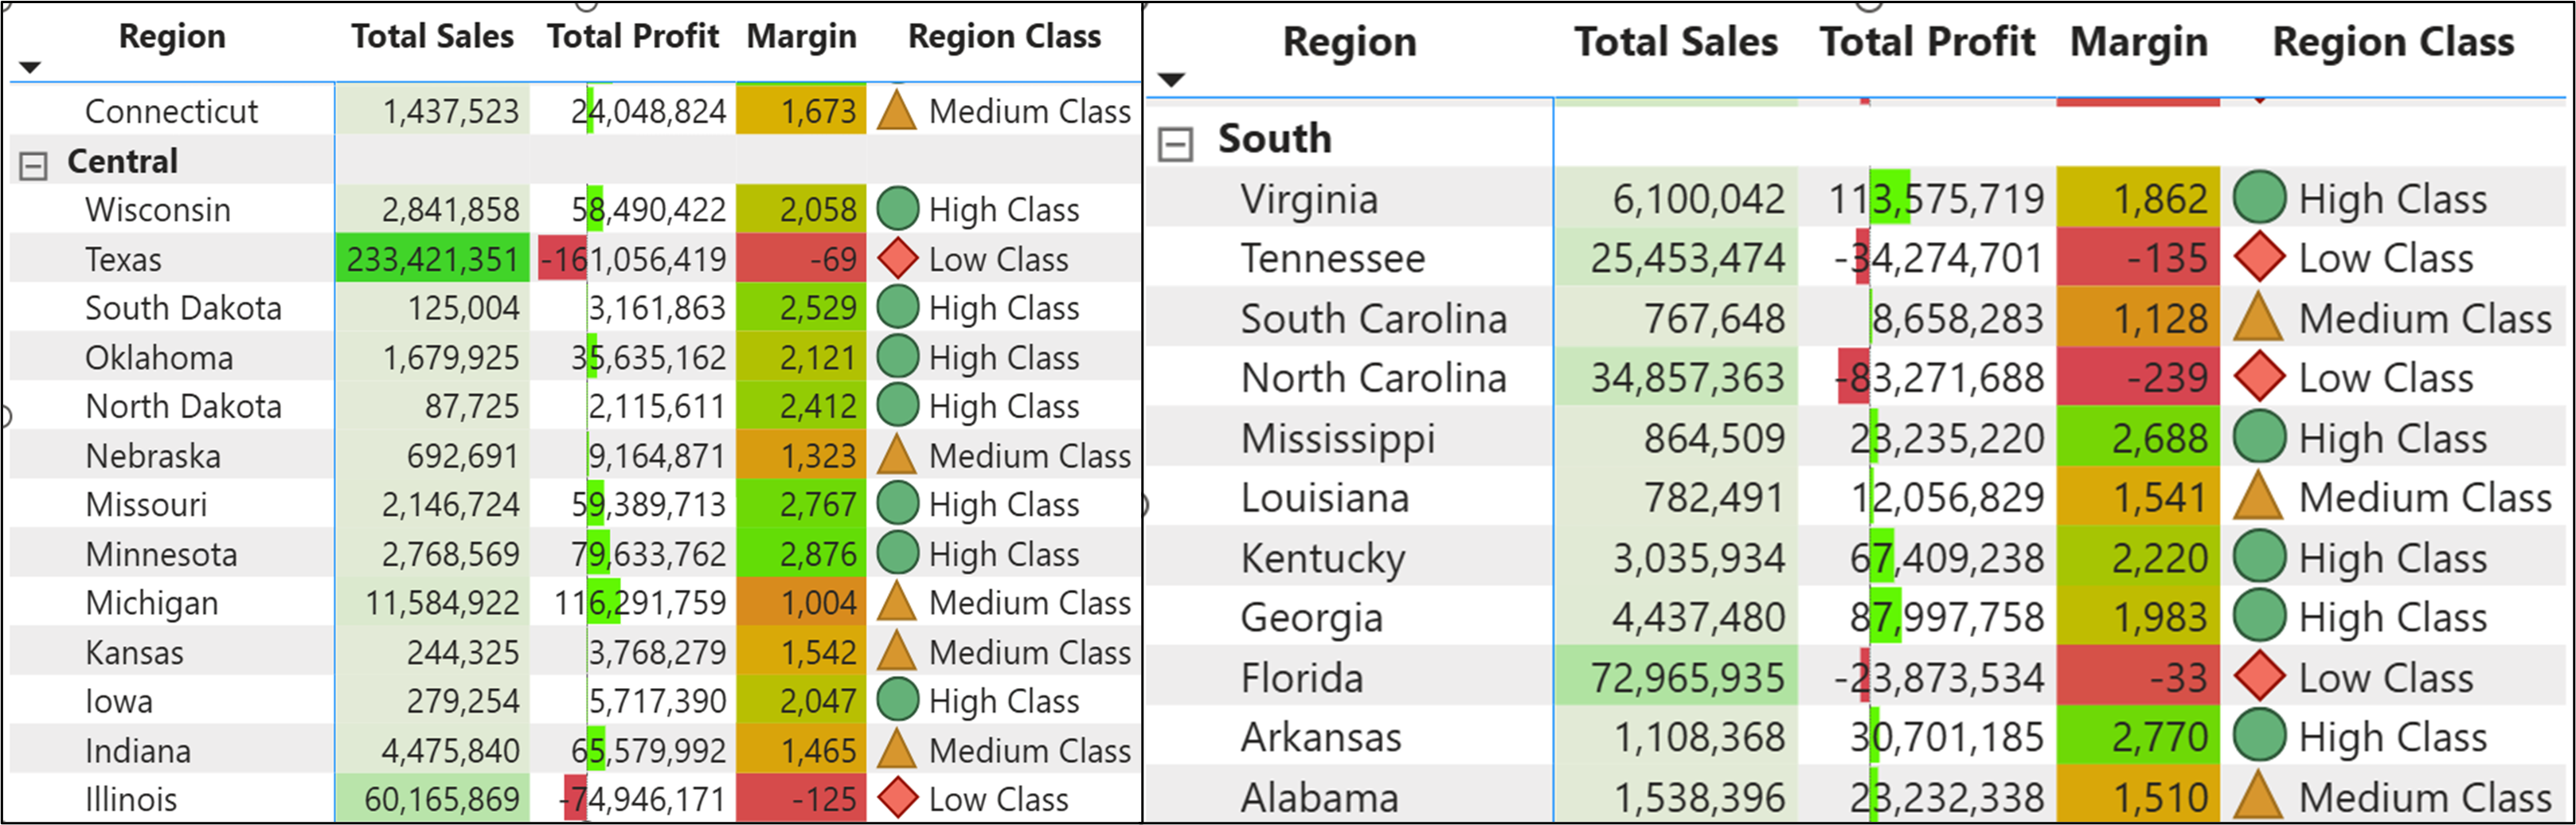 Region Total Sales Total Profit Margin Region Class
Connecticut 1,437,523 24,048,824 1,673 Medium Class
Central
Wisconsin 2,841,858 58,490,422 2,058 High Class
Texas 233,421,351 -161,056,419 -69 Low Class
South Dakota 125,004 3,161,863 2,529 High Class
Oklahoma 1,679,925 35,635,162 2,121 High Class
North Dakota 87,725 2,115,611 2,412 High Class
Nebraska 692,691 9,164,871 1,323 Medium Class
Missouri 2,146,724 59,389,713 2,767 High Class
Minnesota 2,768,569 79,633,762 2,876 High Class
Michigan 11,584,922 116,291,759 1,004 Medium Class
Kansas 244,325 3,768,279 1,542 Medium Class
Iowa 279,254 5,717,390 2,047 High Class
Indiana 4,475,840 65,579,992 1,465 Medium Class
Illinois 60,165,869 -74,946,171 -125 Low Class
Region Total Sales Total Profit Margin Region Class
South
Virginia 6,100,042 113,575,719 1,862 High Class
Tennessee 25,453,474 -34,274,701 -135 Low Class
South Carolina 767,648 8,658,283 1,128 Medium Class
North Carolina 34,857,363 -83,271,688 -239 Low Class
Mississippi 864,509 23,235,220 2,688 High Class
Louisiana 782,491 12,056,829 1,541 Medium Class
Kentucky 3,035,934 67,409,238 2,220 High Class
Georgia 4,437,480 87,997,758 1,983 High Class
Florida 72,965,935 -23,873,534 -33 Low Class
Arkansas 1,108,368 30,701,185 2,770 High Class
Alabama 1,538,396 23,232,338 1,510 Medium Class